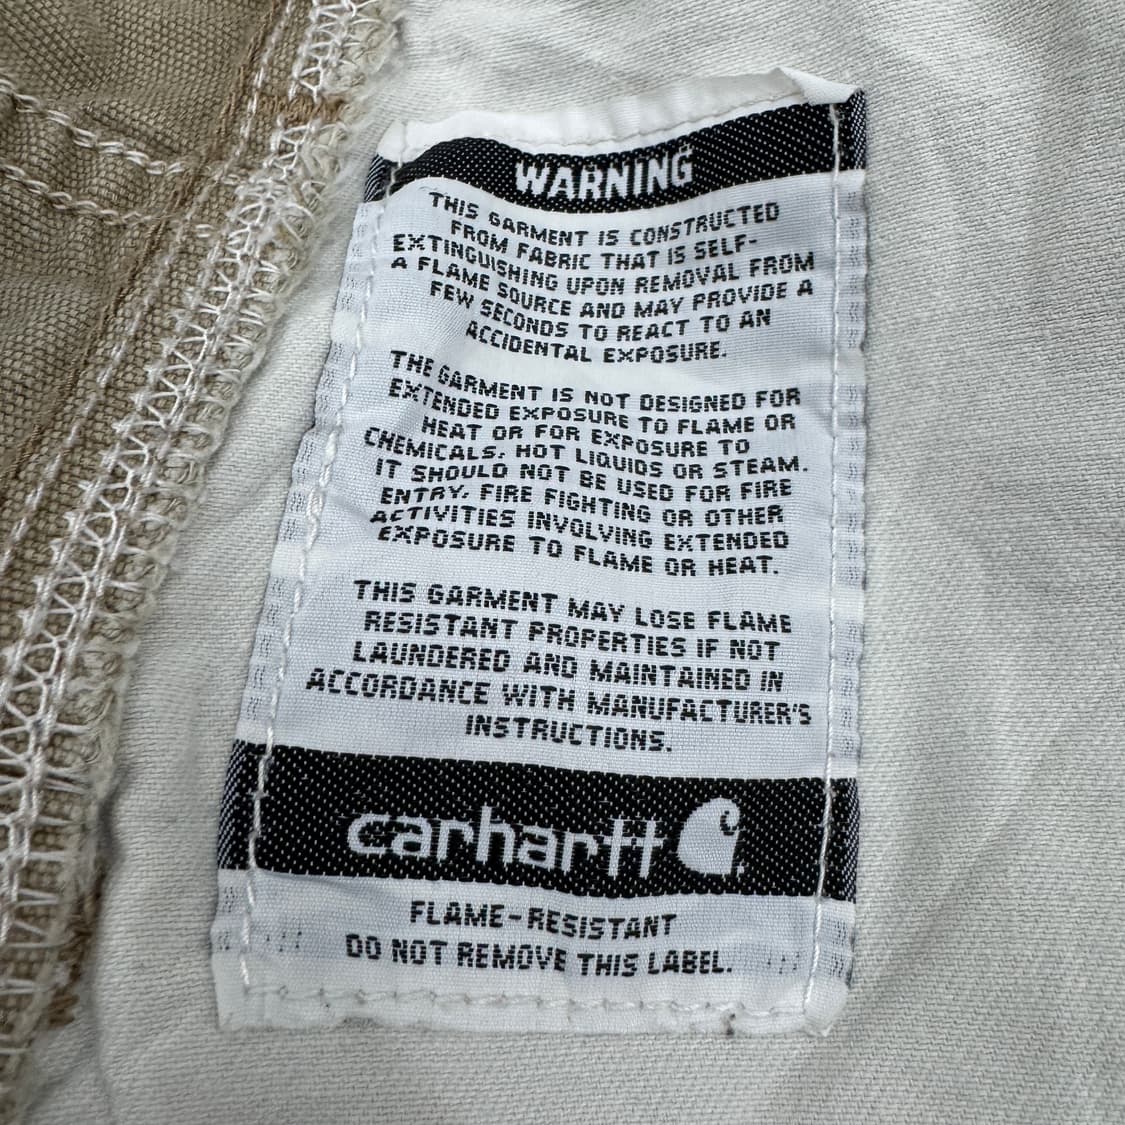 WARNING
THIS GARMENT IS CONSTRUCTED
FROM FABRIC THAT IS SELF-
EXTINGUISHING UPON REMOVAL FROM
A FLAME SOURCE AND MAY PROVIDE A
FEW SECONDS TO REACT TO AN
ACCIDENTAL EXPOSURE.
THE GARMENT IS NOT DESIGNED FOR
EXTENDED EXPOSURE TO FLAME OR
HEAT OR FOR EXPOSURE TO
CHEMICALS, HOT LIQUIDS OR STEAM.
IT SHOULD NOT BE USED FOR FIRE
ENTRY, FIRE FIGHTING OR OTHER
ACTIVITIES INVOLVING EXTENDED
EXPOSURE TO FLAME OR HEAT.
THIS GARMENT MAY LOSE FLAME
RESISTANT PROPERTIES IF NOT
LAUNDERED AND MAINTAINED IN
ACCORDANCE WITH MANUFACTURER'S
INSTRUCTIONS.
carhartt
FLAME-RESISTANT
DO NOT REMOVE THIS LABEL.